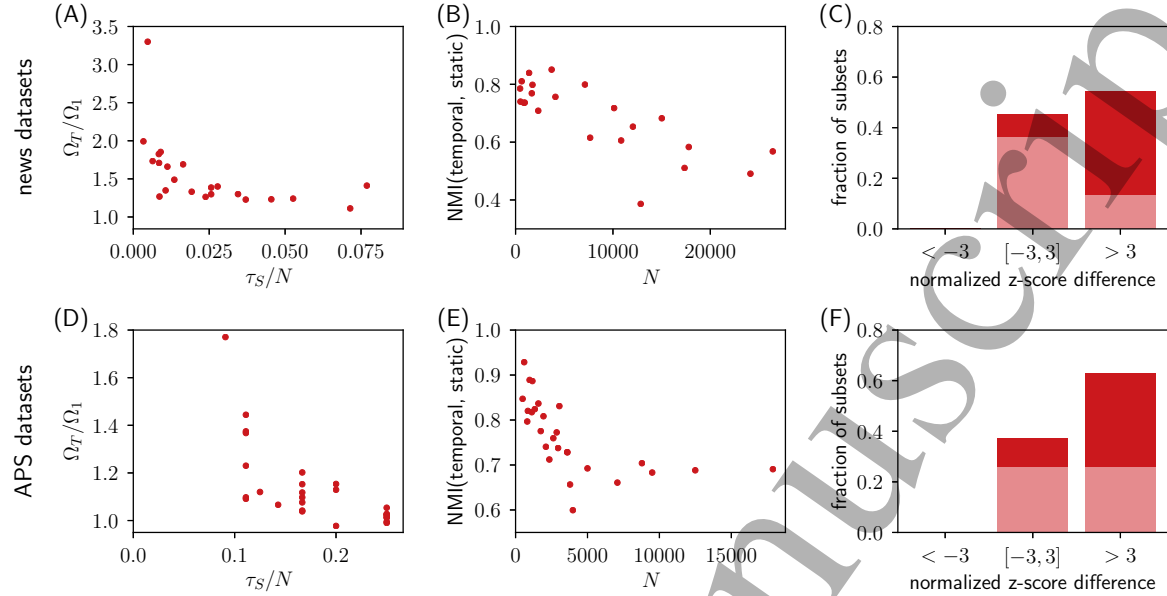 (A)
(B)
(C)
news datasets
Ω_T/Ω_1
3.5
3.0
2.5
2.0
1.5
1.0
0.000
0.025
0.050
0.075
τ_S/N
NMI(temporal, static)
1.0
0.8
0.6
0.4
0
10000
20000
N
fraction of subsets
0.8
0.6
0.4
0.2
0.0
< −3
[−3, 3]
> 3
normalized z-score difference
(D)
(E)
(F)
APS datasets
Ω_T/Ω_1
1.8
1.6
1.4
1.2
1.0
0.0
0.1
0.2
τ_S/N
NMI(temporal, static)
1.0
0.9
0.8
0.7
0.6
0
5000
10000
15000
N
fraction of subsets
0.8
0.6
0.4
0.2
0.0
< −3
[−3, 3]
> 3
normalized z-score difference
nuscrip